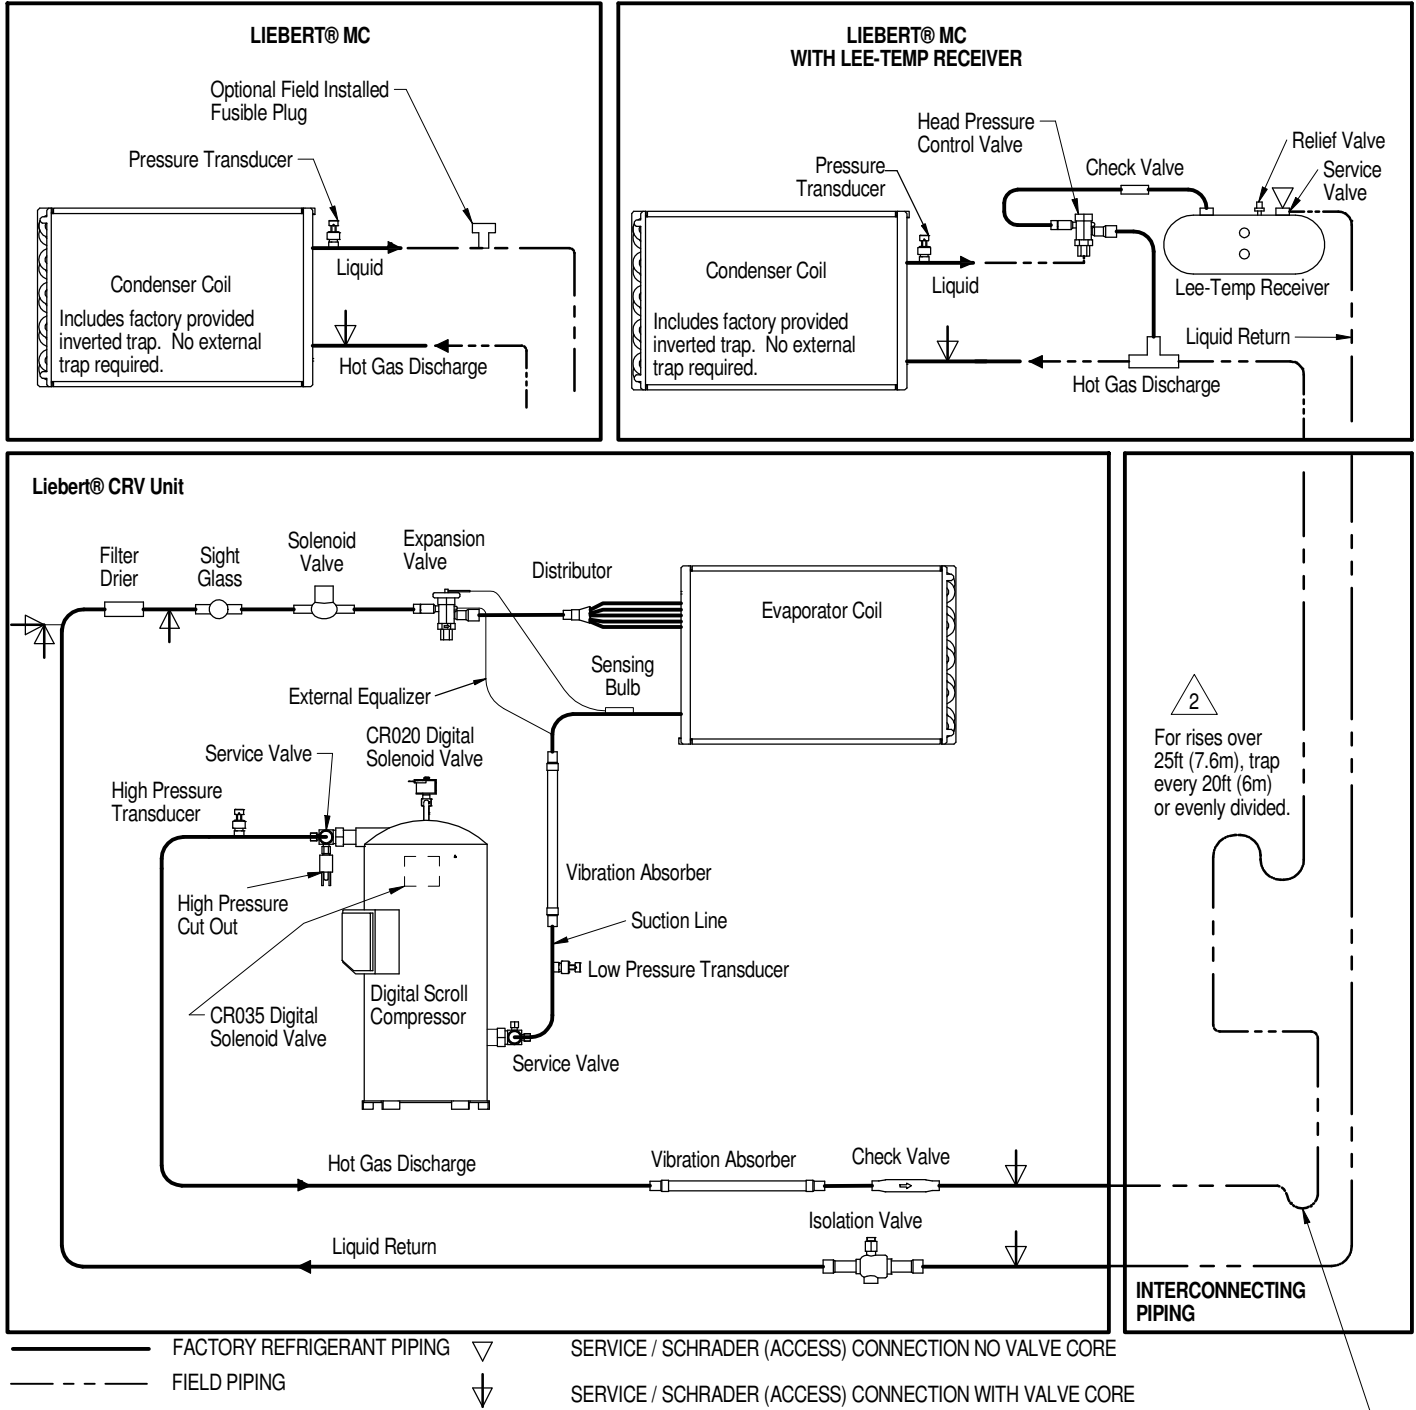 LIEBERT® MC
Optional Field Installed
Fusible Plug
Pressure Transducer
Liquid
Condenser Coil
Includes factory provided
inverted trap. No external
trap required.
Hot Gas Discharge
LIEBERT® MC
WITH LEE-TEMP RECEIVER
Head Pressure
Control Valve
Relief Valve
Check Valve
Service
Valve
Pressure
Transducer
Condenser Coil
Liquid
Lee-Temp Receiver
Includes factory provided
inverted trap. No external
trap required.
Liquid Return
Hot Gas Discharge
Liebert® CRV Unit
Filter
Drier
Sight
Glass
Solenoid
Valve
Expansion
Valve
Distributor
Evaporator Coil
Sensing
Bulb
External Equalizer
CR020 Digital
Solenoid Valve
Service Valve
High Pressure
Transducer
High Pressure
Cut Out
Vibration Absorber
Suction Line
Low Pressure Transducer
Digital Scroll
Compressor
CR035 Digital
Solenoid Valve
Service Valve
Hot Gas Discharge
Vibration Absorber
Check Valve
Isolation Valve
Liquid Return
2
For rises over
25ft (7.6m), trap
every 20ft (6m)
or evenly divided.
INTERCONNECTING
PIPING
FACTORY REFRIGERANT PIPING
SERVICE / SCHRADER (ACCESS) CONNECTION NO VALVE CORE
FIELD PIPING
SERVICE / SCHRADER (ACCESS) CONNECTION WITH VALVE CORE